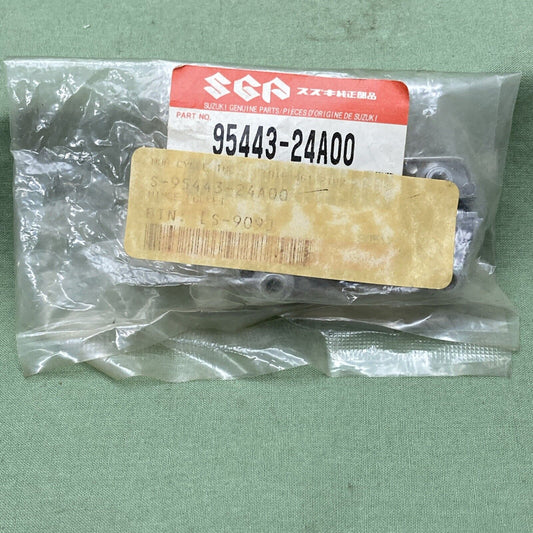 SGP スズキ純正部品
SUZUKI GENUINE PARTS/PIECES D'ORIGINE DE SUZUKI
PART NO.
95443-24A00
S-95443-24A00
BIN: LS-909